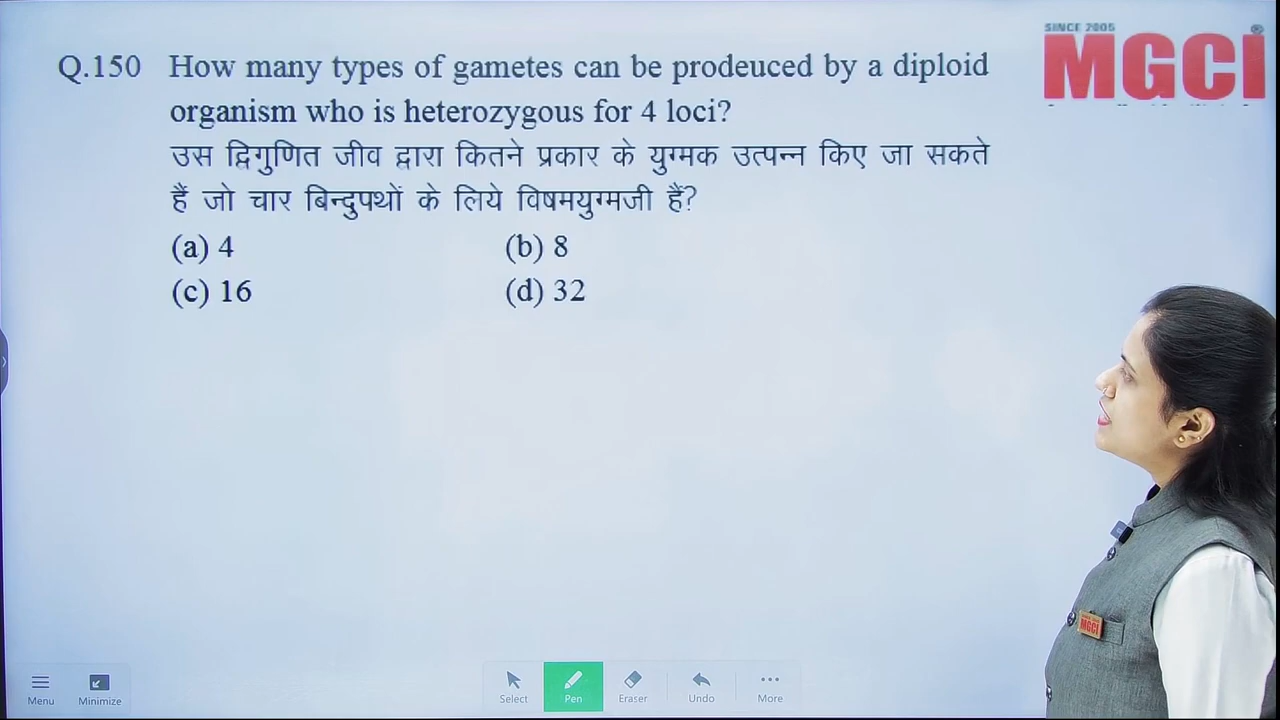 SINCE 2005
MGCI
®
Q.150 How many types of gametes can be prodeuced by a diploid
organism who is heterozygous for 4 loci?
उस द्विगुणित जीव द्वारा कितने प्रकार के युग्मक उत्पन्न किए जा सकते
हैं जो चार बिन्दुपथों के लिये विषमयुग्मजी हैं?
(a) 4 (b) 8
(c) 16 (d) 32
MGCI
Menu Minimize Select Pen Eraser Undo More